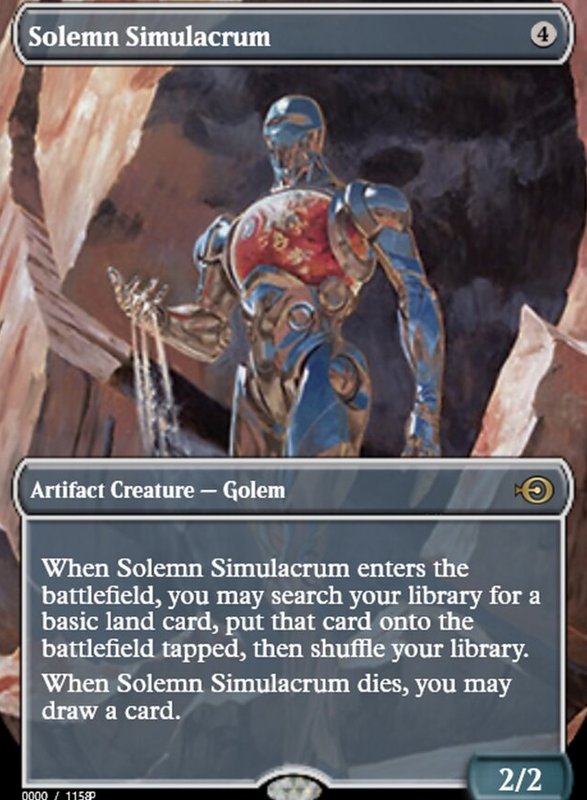 Solemn Simulacrum 4
Artifact Creature — Golem
When Solemn Simulacrum enters the
battlefield, you may search your library for a
basic land card, put that card onto the
battlefield tapped, then shuffle your library.
When Solemn Simulacrum dies, you may
draw a card.
2/2
0000 / 1158P